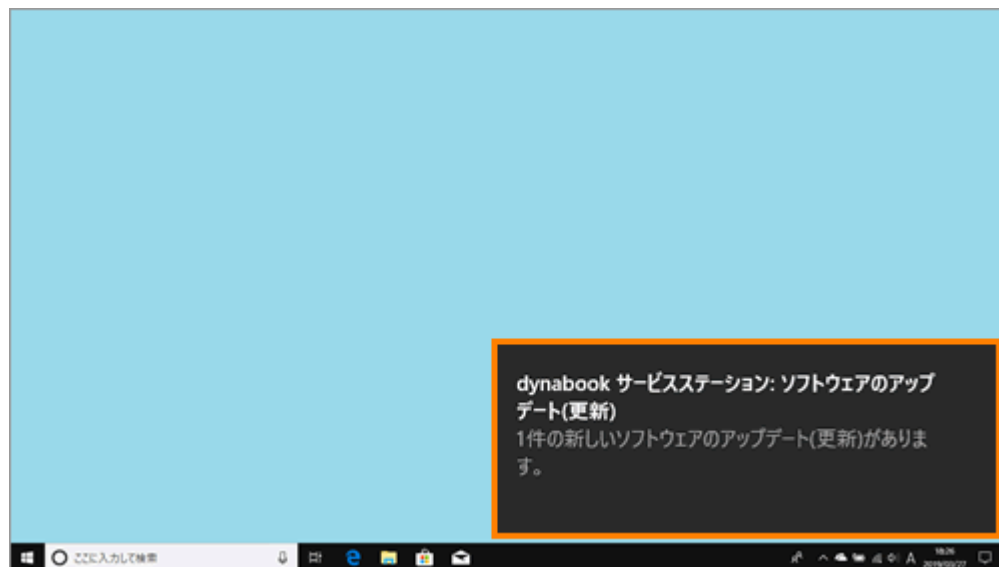 dynabook サービスステーション: ソフトウェアのアップ
デート(更新)
1件の新しいソフトウェアのアップデート(更新)がありま
す。
ここに入力して検索
A
18:26